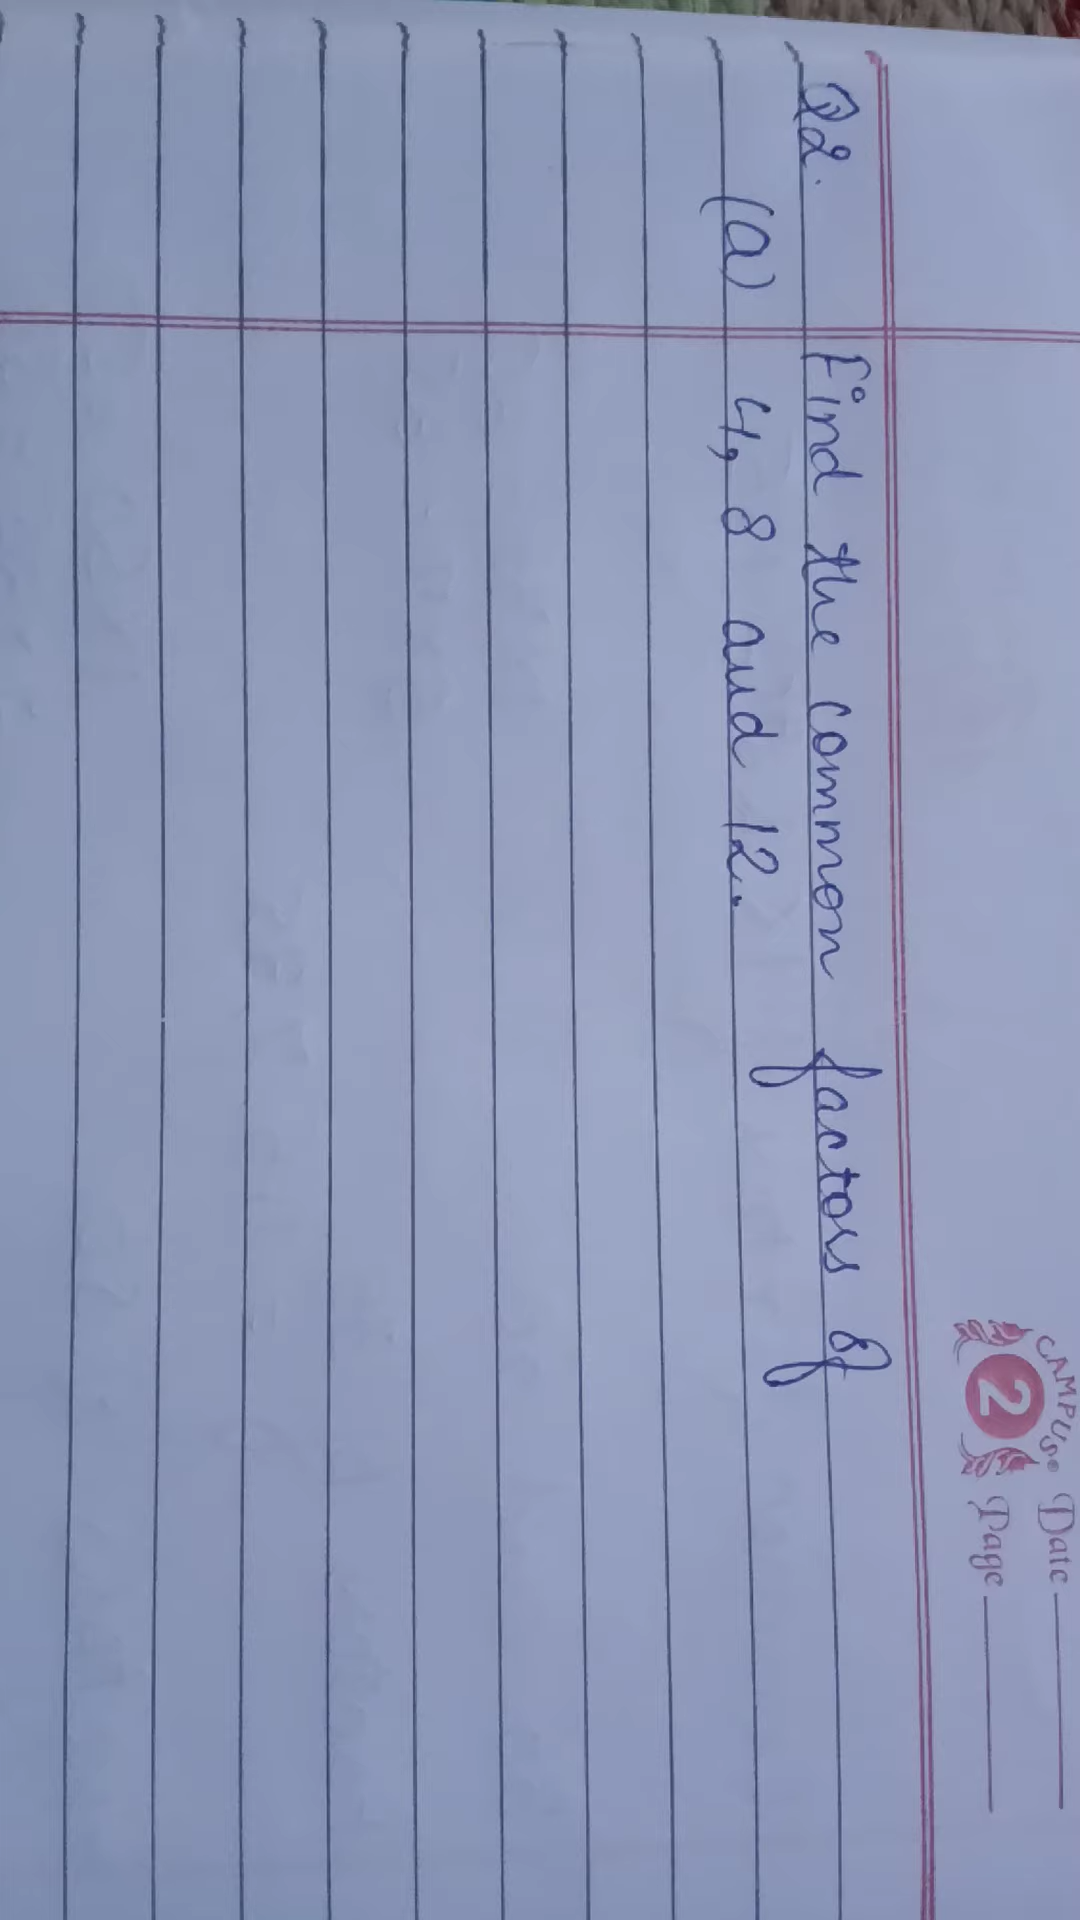 CAMPUS Date
2 Page
Q2. Find the common factors of
(a) 4, 8 and 12.